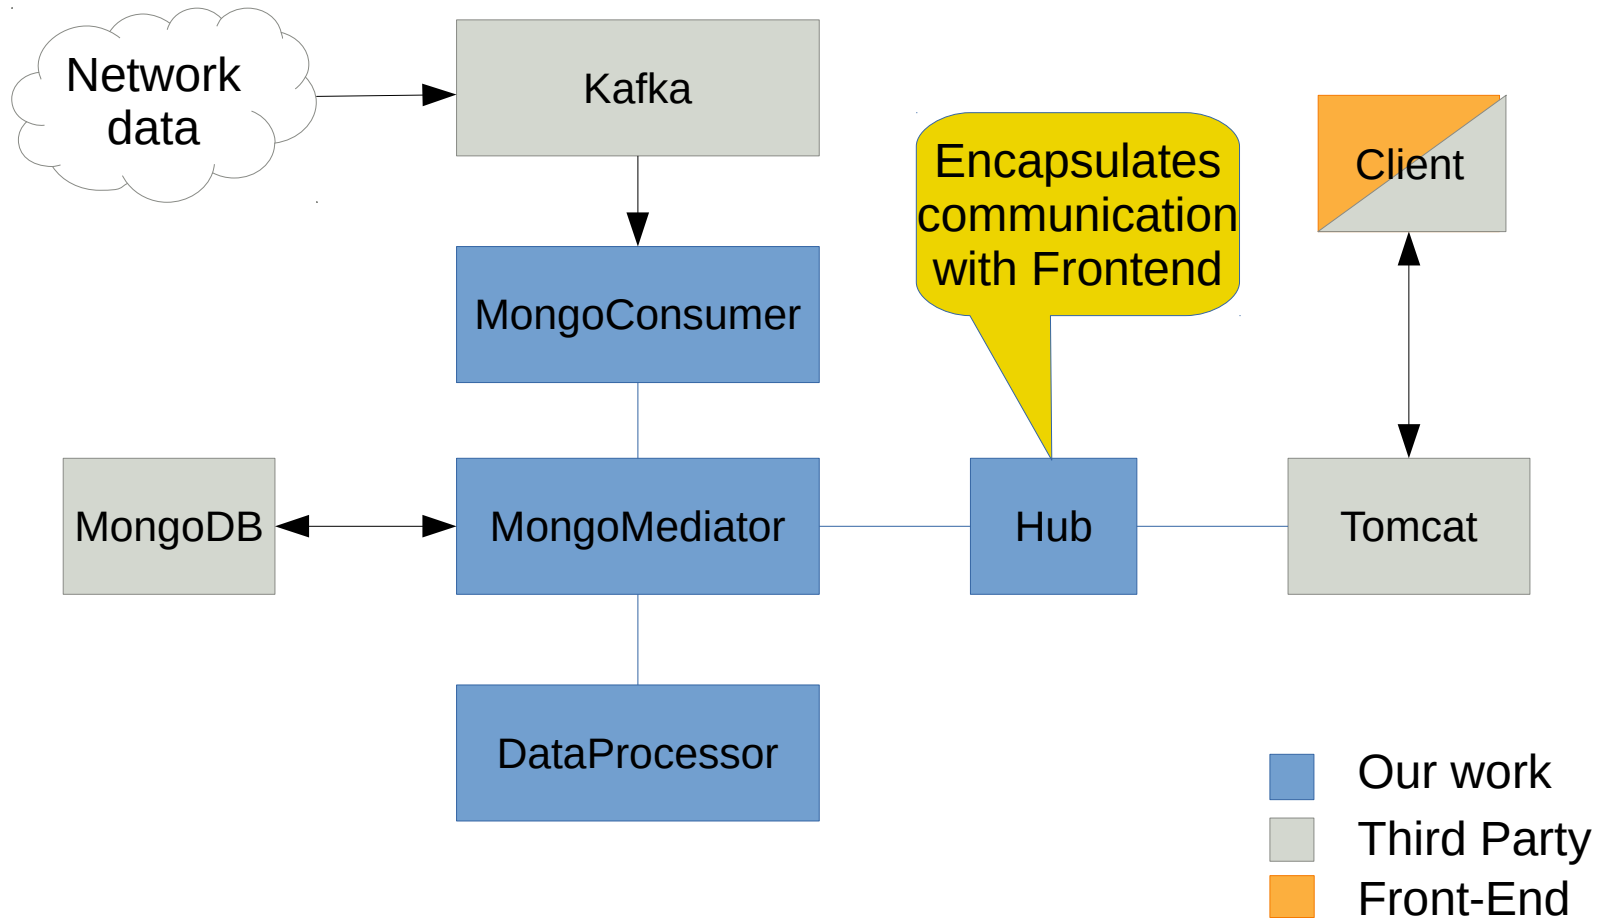 Network
data
Kafka
Encapsulates
communication
with Frontend
Client
MongoConsumer
MongoDB
MongoMediator
Hub
Tomcat
DataProcessor
Our work
Third Party
Front-End